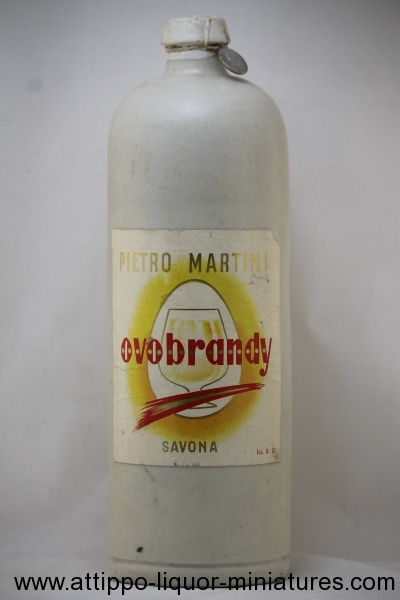 PIETRO MARTINI
ovobrandy
SAVONA
www.attippo-liquor-miniatures.com